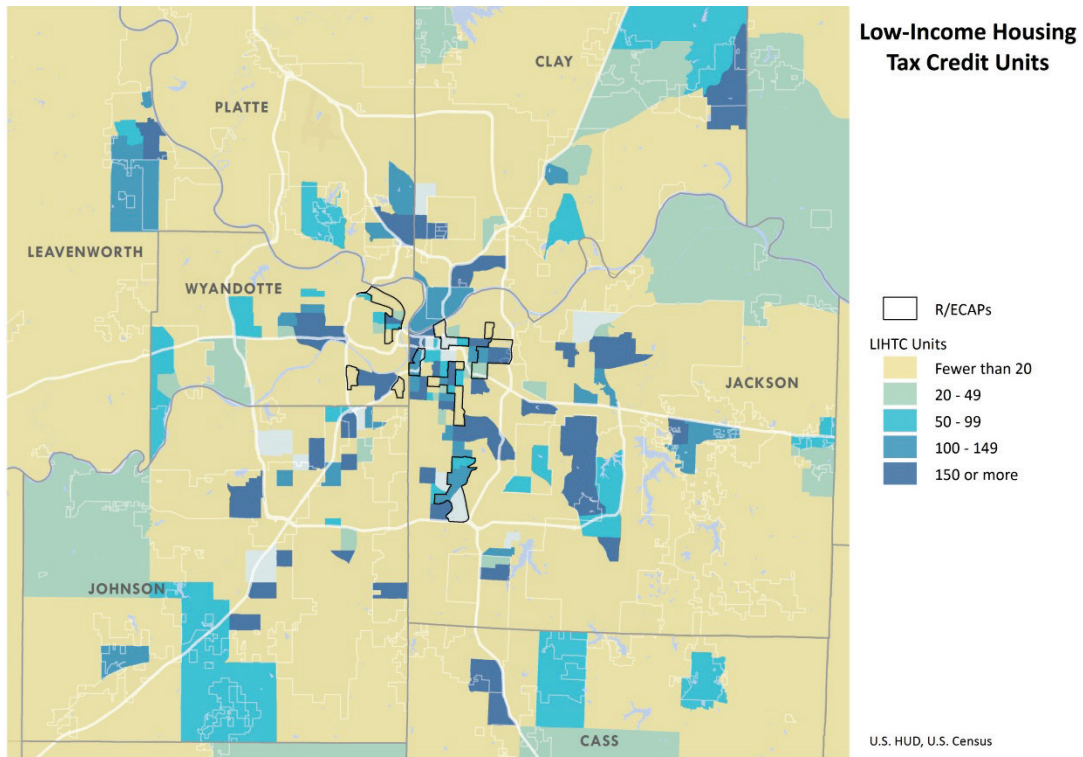 Low-Income Housing
Tax Credit Units
CLAY
PLATTE
LEAVENWORTH
WYANDOTTE
JACKSON
JOHNSON
CASS
R/ECAPs
LIHTC Units
Fewer than 20
20 - 49
50 - 99
100 - 149
150 or more
U.S. HUD, U.S. Census